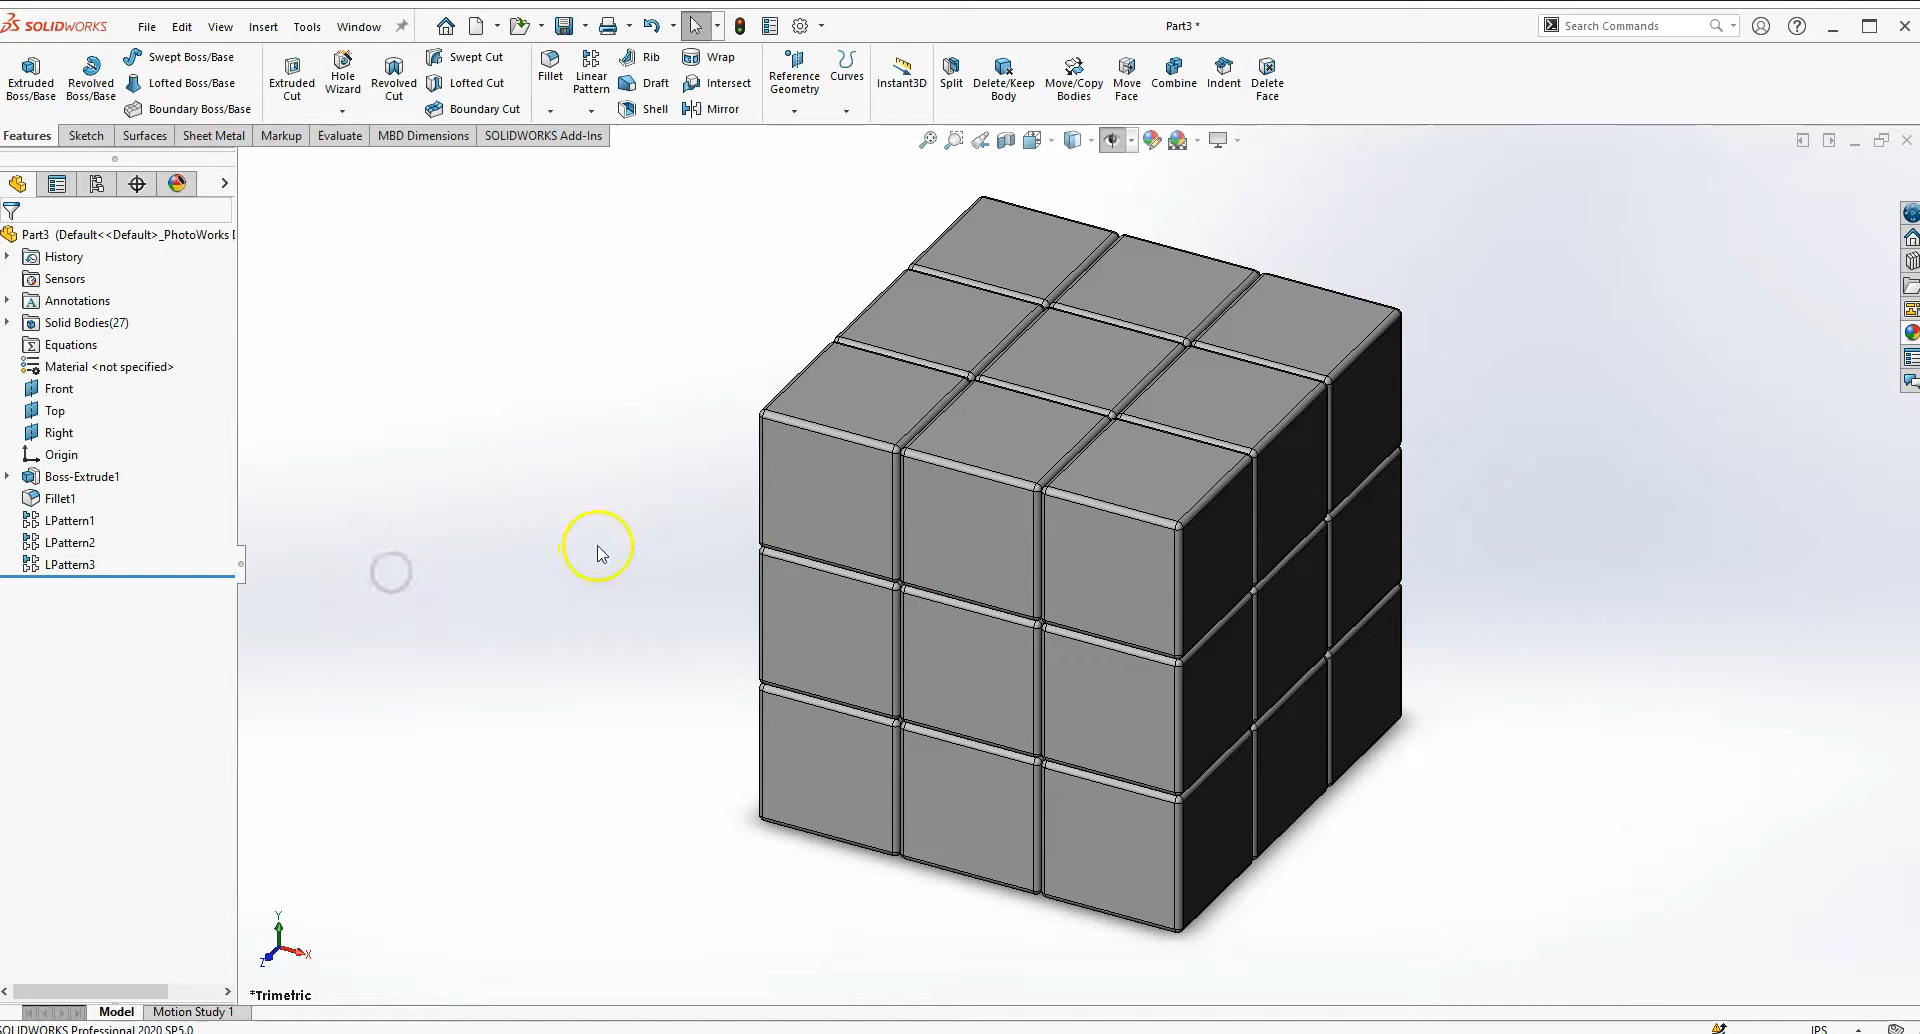 SOLIDWORKS File Edit View Insert Tools Window Part3 * Search Commands
Extruded Boss/Base
Revolved Boss/Base
Swept Boss/Base
Lofted Boss/Base
Boundary Boss/Base
Extruded Cut
Hole Wizard
Revolved Cut
Swept Cut
Lofted Cut
Boundary Cut
Fillet
Linear Pattern
Rib
Draft
Shell
Wrap
Intersect
Mirror
Reference Geometry
Curves
Instant3D
Split
Delete/Keep Body
Move/Copy Bodies
Move Face
Combine
Indent
Delete Face
Features Sketch Surfaces Sheet Metal Markup Evaluate MBD Dimensions SOLIDWORKS Add-Ins
Part3 (Default<<Default>_PhotoWorks
History
Sensors
Annotations
Solid Bodies(27)
Equations
Material <not specified>
Front
Top
Right
Origin
Boss-Extrude1
Fillet1
LPattern1
LPattern2
LPattern3
Y
X
Z
*Trimetric
Model Motion Study 1
SOLIDWORKS Professional 2020 SP5.0 IPS